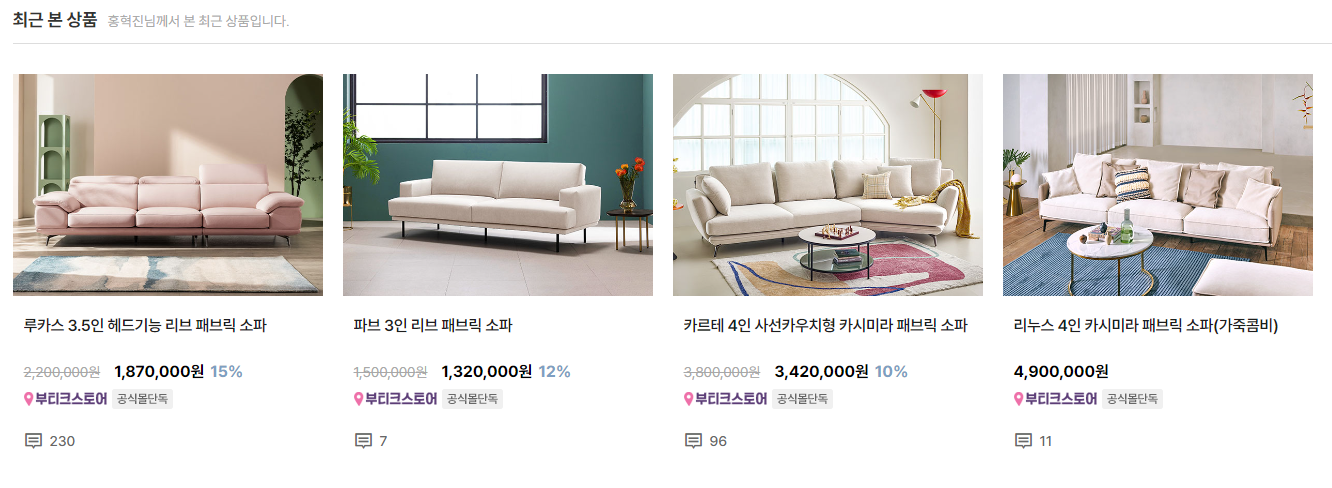 최근 본 상품 홍혁진님께서 본 최근 상품입니다.
루카스 3.5인 헤드기능 리브 패브릭 소파
2,200,000원 1,870,000원 15%
부티크스토어 공식몰단독
230
파브 3인 리브 패브릭 소파
1,500,000원 1,320,000원 12%
부티크스토어 공식몰단독
7
카르테 4인 사선카우치형 카시미라 패브릭 소파
3,800,000원 3,420,000원 10%
부티크스토어 공식몰단독
96
리누스 4인 카시미라 패브릭 소파(가죽콤비)
4,900,000원
부티크스토어 공식몰단독
11